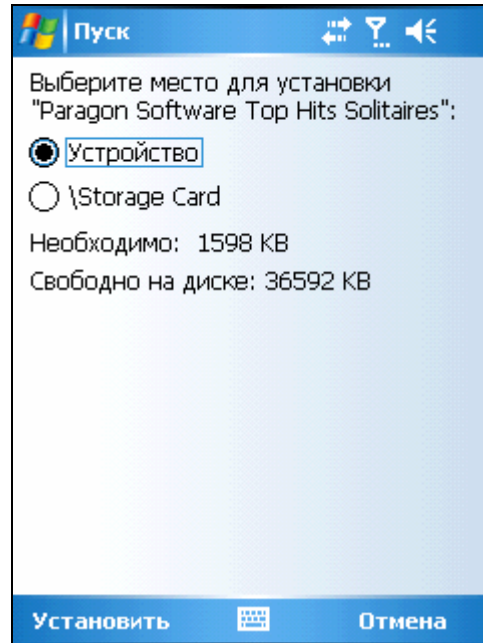 Пуск
Выберите место для установки
"Paragon Software Top Hits Solitaires":
Устройство
\Storage Card
Необходимо: 1598 KB
Свободно на диске: 36592 KB
Установить
Отмена